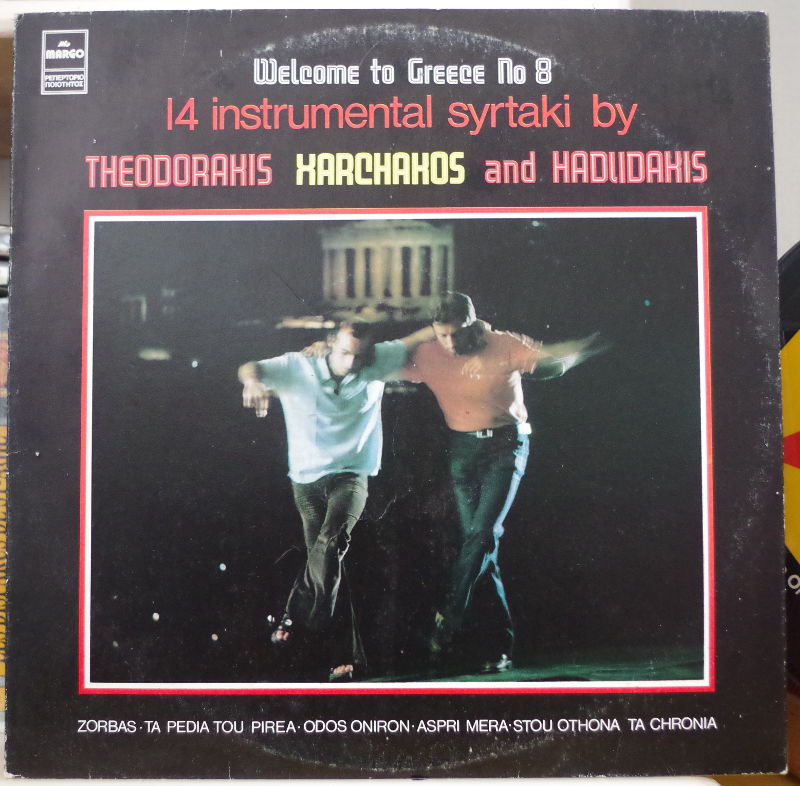 Ms
MARGO
ΡΕΠΕΡΤΟΡΙΟ
ΠΟΙΟΤΗΤΟΣ
Welcome to Greece No 8
14 instrumental syrtaki by
THEODORAKIS XARCHAKOS and HADJIDAKIS
ZORBAS · TA PEDIA TOU PIREA · ODOS ONIRON · ASPRI MERA · STOU OTHONA TA CHRONIA